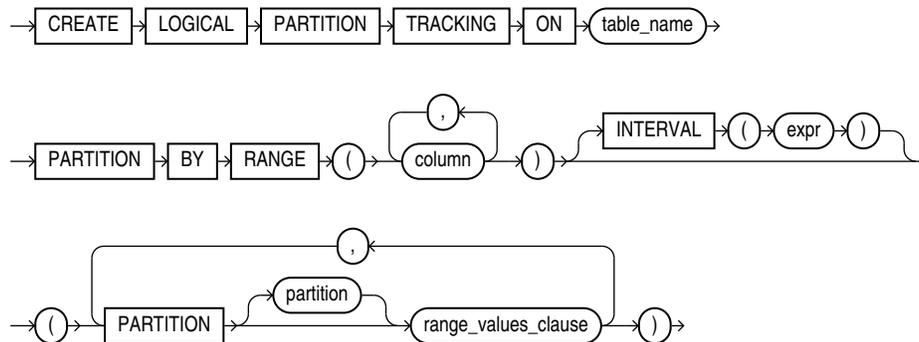 CREATE LOGICAL PARTITION TRACKING ON table_name
,
INTERVAL ( expr )
PARTITION BY RANGE ( column )
,
partition
( PARTITION range_values_clause )